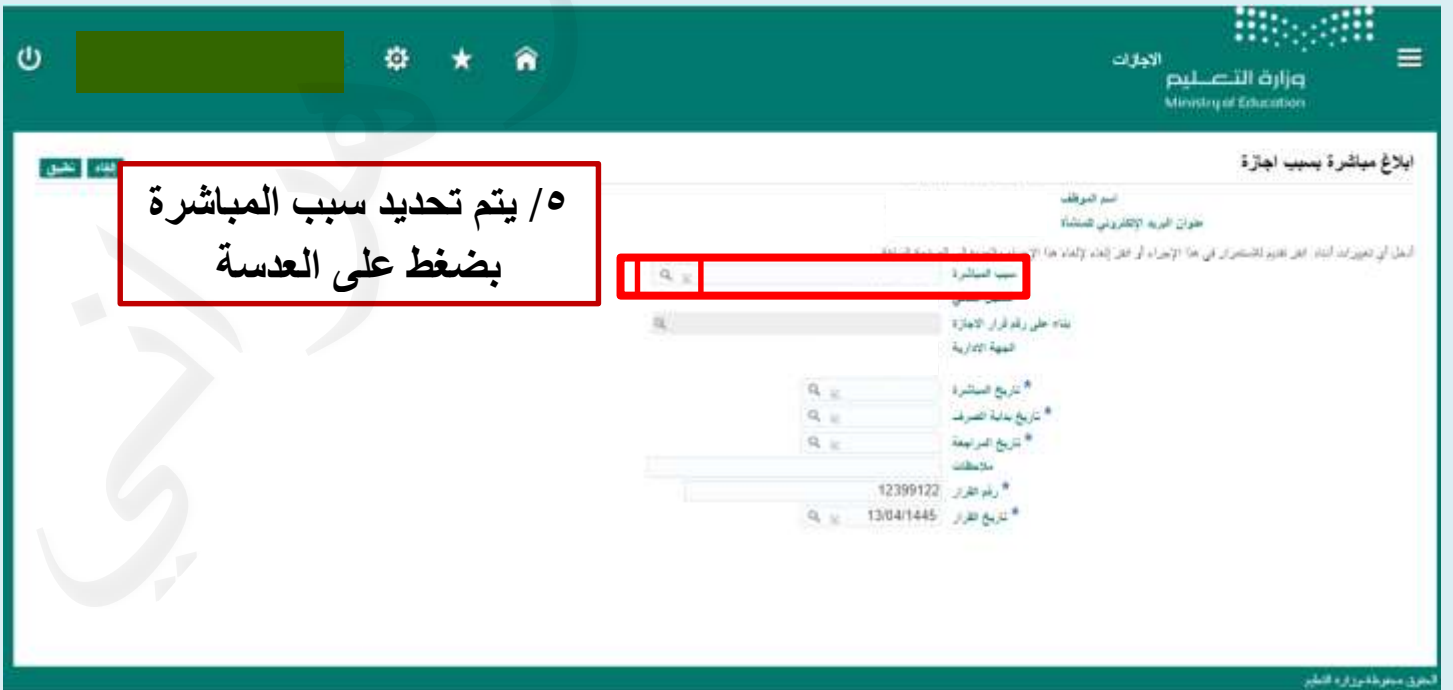 الاجازات
وزارة التعليم
Ministry of Education
ابلاغ مباشرة بسبب اجازة
إلغاء تطبيق
٥/ يتم تحديد سبب المباشرة
بضغط على العدسة
اسم الموظف
عنوان البريد الإلكتروني للمنشأة
سبب المباشرة
بناء على رقم قرار الاجازة
الجهة الادارية
* تاريخ المباشرة
* تاريخ بداية الصرف
* تاريخ المراجعة
ملاحظات
* رقم القرار 12399122
* تاريخ القرار 13/04/1445